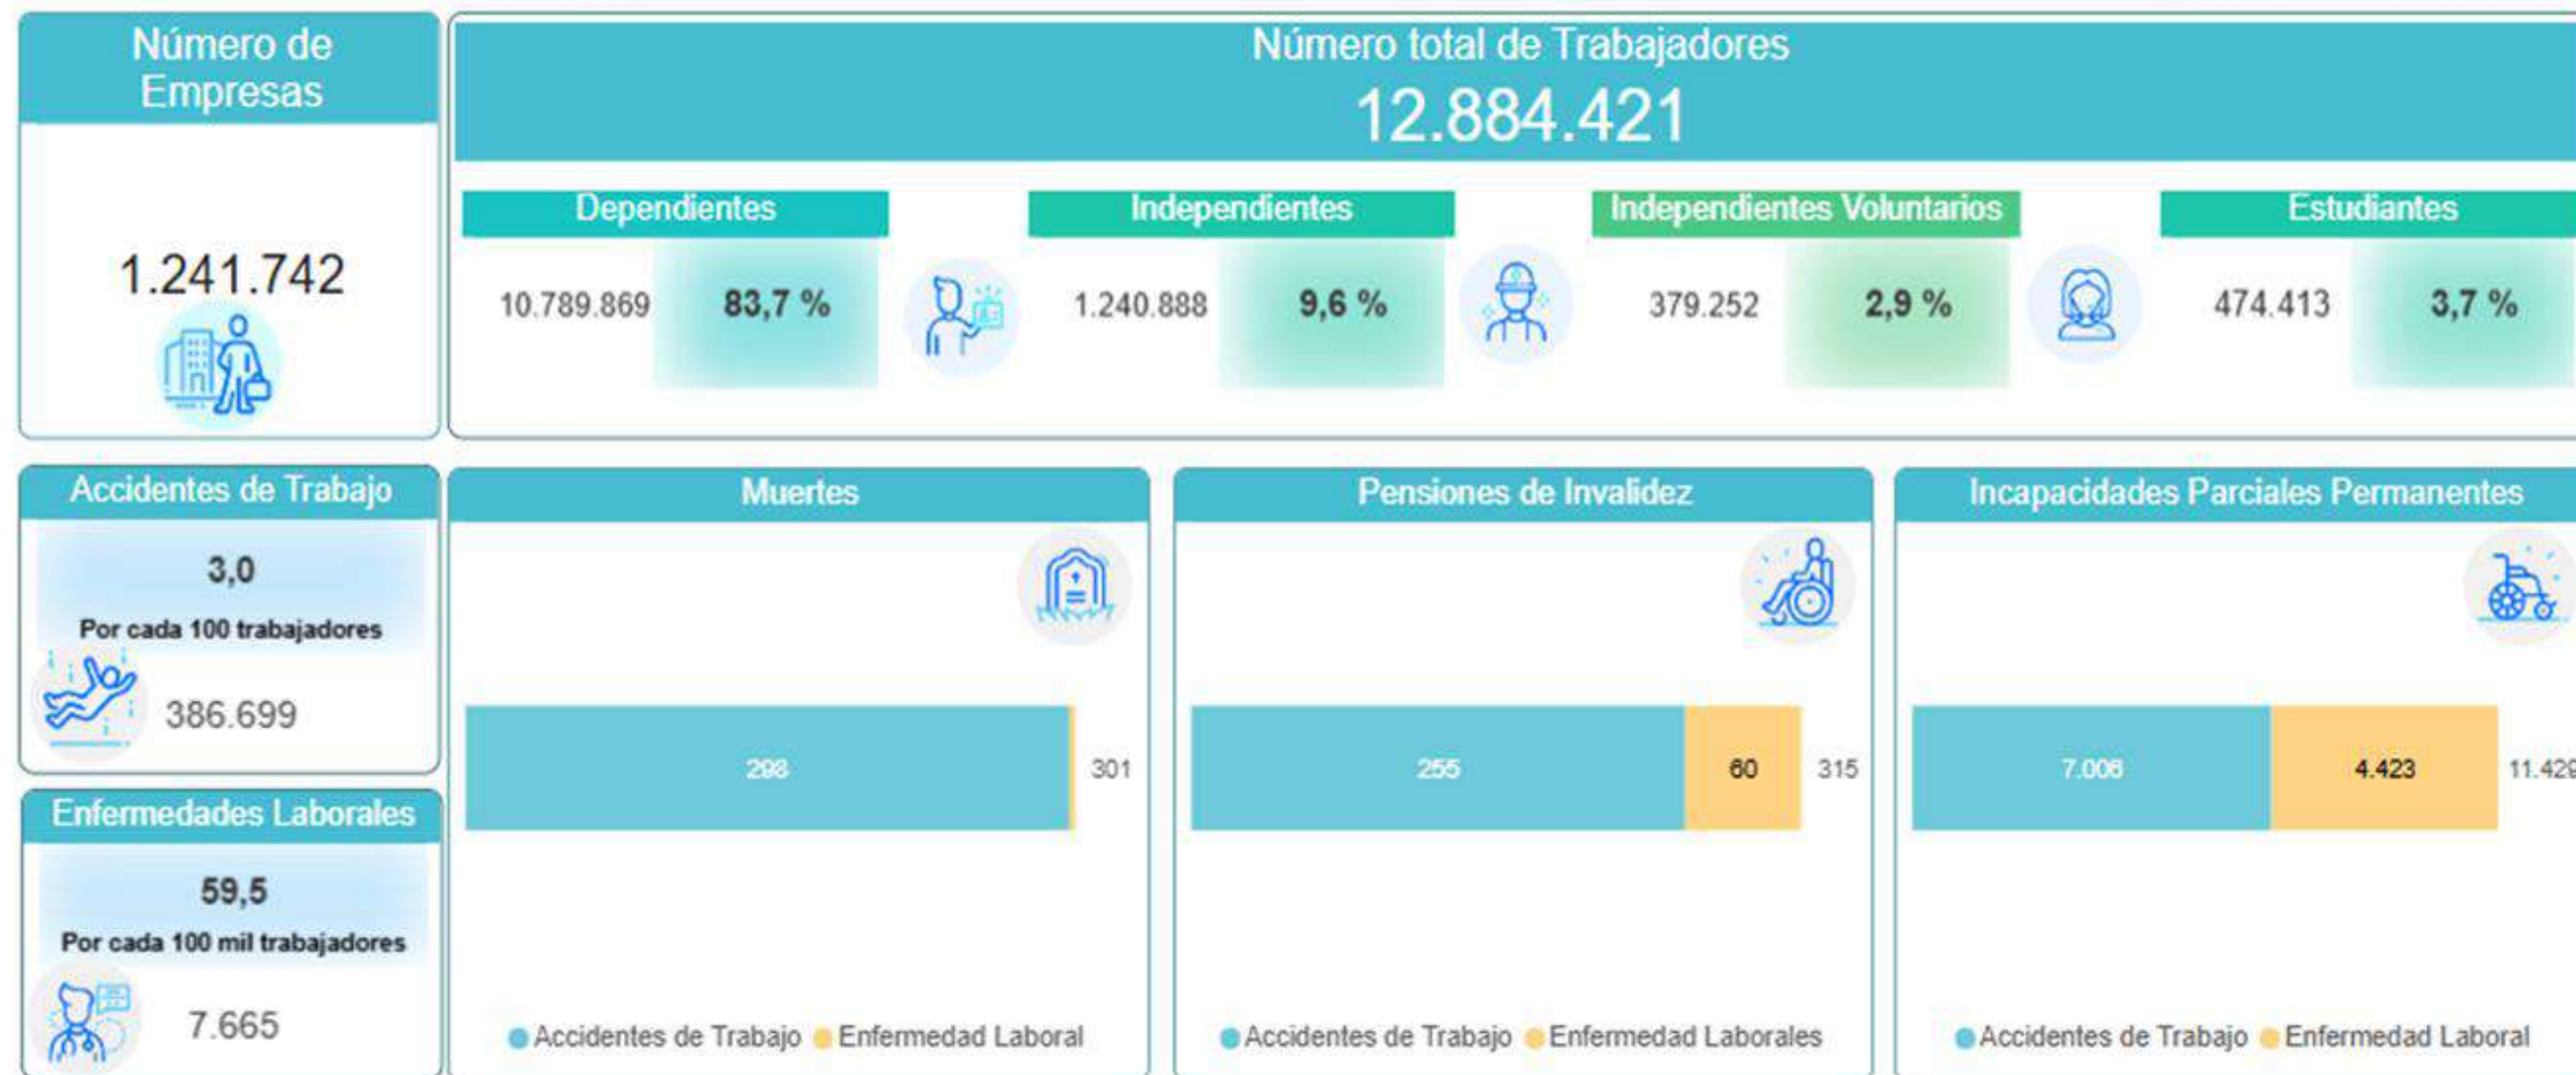 Número de
Empresas
1.241.742
Número total de Trabajadores
12.884.421
Dependientes
10.789.869 83,7 %
Independientes
1.240.888 9,6 %
Independientes Voluntarios
379.252 2,9 %
Estudiantes
474.413 3,7 %
Accidentes de Trabajo
3,0
Por cada 100 trabajadores
386.699
Enfermedades Laborales
59,5
Por cada 100 mil trabajadores
7.665
Muertes
298
301
Accidentes de Trabajo Enfermedad Laboral
Pensiones de Invalidez
255
60
315
Accidentes de Trabajo Enfermedad Laborales
Incapacidades Parciales Permanentes
7.006
4.423
11.429
Accidentes de Trabajo Enfermedad Laboral